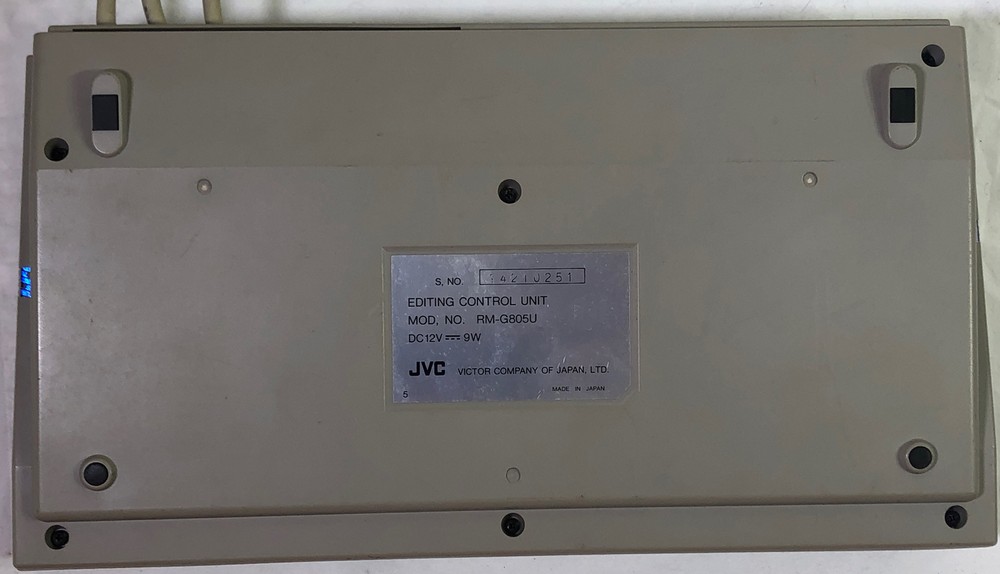 S, NO. 14210251
EDITING CONTROL UNIT
MOD, NO. RM-G805U
DC12V⎓ 9W
JVC VICTOR COMPANY OF JAPAN, LTD.
5 MADE IN JAPAN